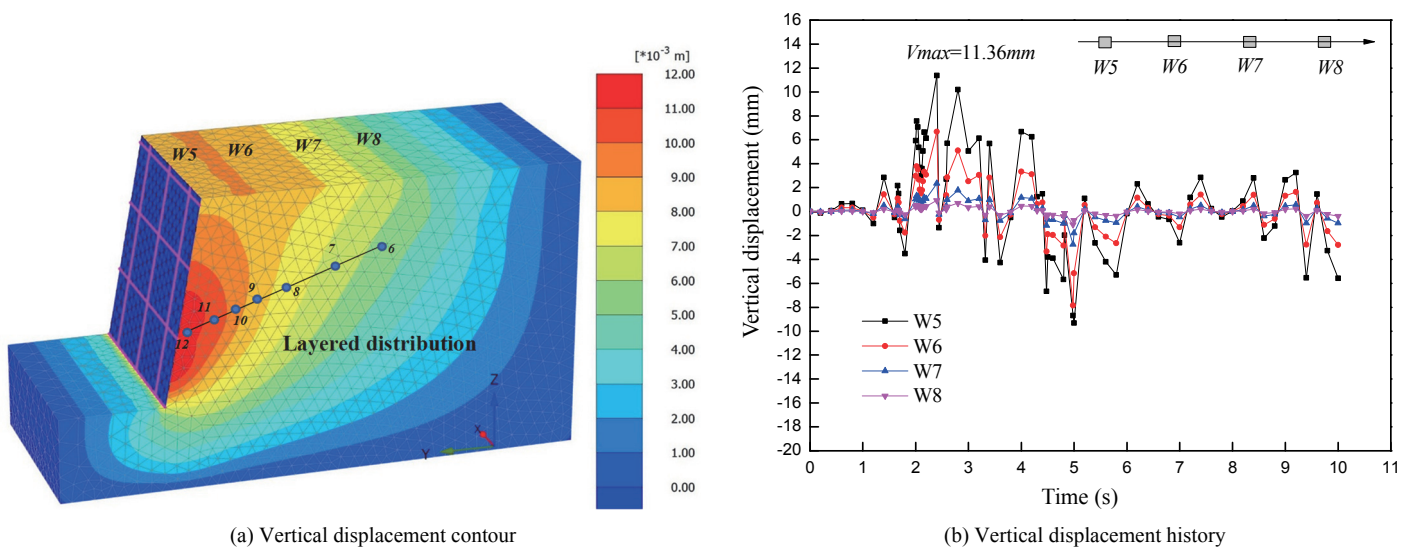 [*10⁻³ m]
12.00
11.00
10.00
9.00
8.00
7.00
6.00
5.00
4.00
3.00
2.00
1.00
0.00
W5
W6
W7
W8
6
7
8
9
10
11
12
Layered distribution
Z
X
Y
(a) Vertical displacement contour
Vmax=11.36mm
W5
W6
W7
W8
Vertical displacement (mm)
16
14
12
10
8
6
4
2
0
-2
-4
-6
-8
-10
-12
-14
-16
-18
-20
W5
W6
W7
W8
0 1 2 3 4 5 6 7 8 9 10 11
Time (s)
(b) Vertical displacement history